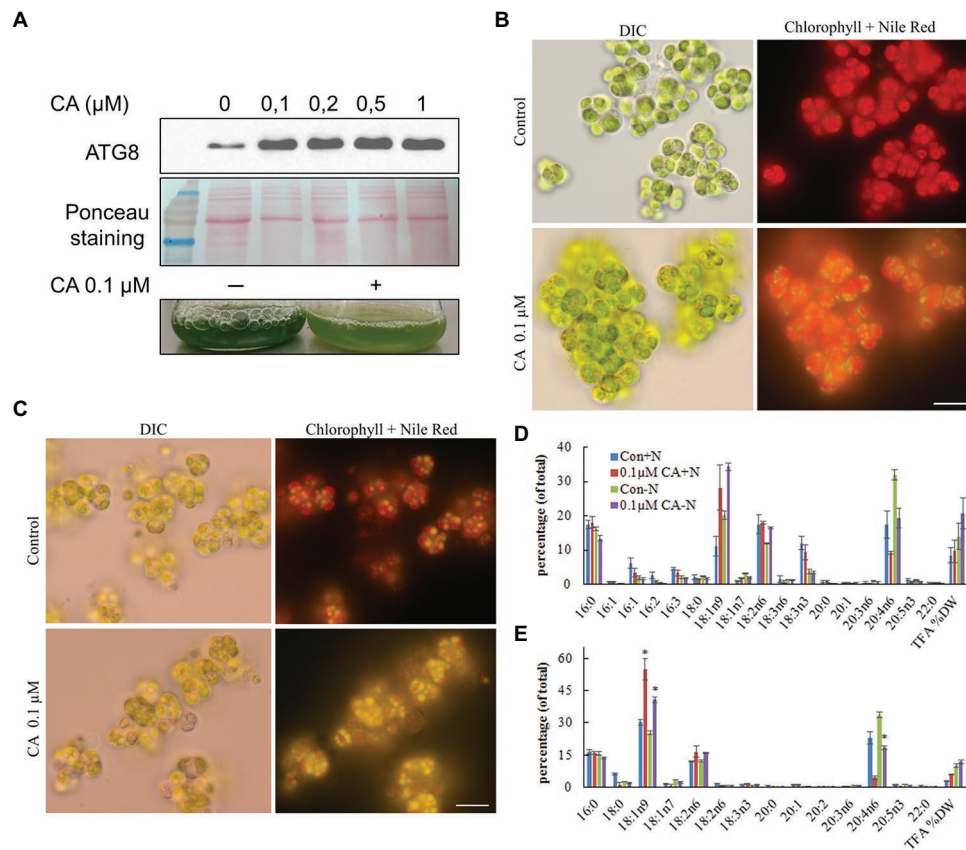 A
CA (µM) 0 0,1 0,2 0,5 1
ATG8
Ponceau
staining
CA 0.1 µM – +
B
DIC Chlorophyll + Nile Red
Control
CA 0.1 µM
C
DIC Chlorophyll + Nile Red
Control
CA 0.1 µM
D
percentage (of total)
40
30
20
10
0
Con+N
0.1µM CA+N
Con-N
0.1µM CA-N
16:0 16:1 16:1 16:2 16:3 18:0 18:1n9 18:1n7 18:2n6 18:3n6 18:3n3 20:0 20:1 20:3n6 20:4n6 20:5n3 22:0 TFA %DW
E
percentage (of total)
60
45
30
15
0
* * *
16:0 18:0 18:1n9 18:1n7 18:2n6 18:2n6 18:3n3 20:0 20:1 20:2 20:3n6 20:4n6 20:5n3 22:0 TFA %DW